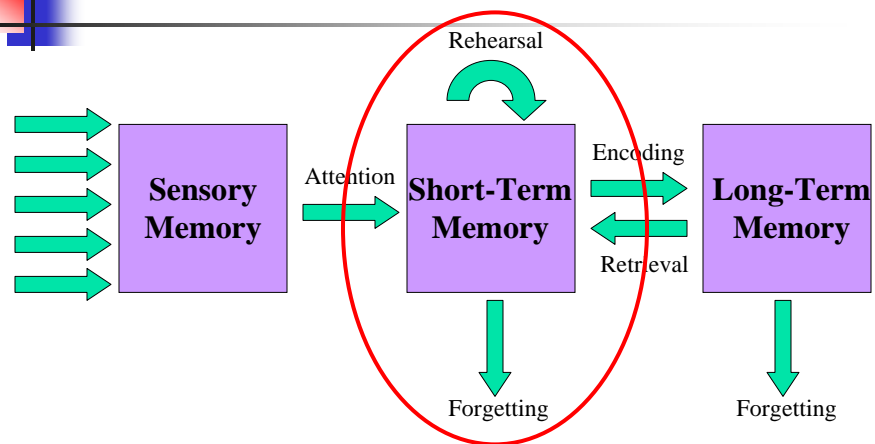 Rehearsal
Sensory
Memory
Attention
Short-Term
Memory
Encoding
Retrieval
Long-Term
Memory
Forgetting
Forgetting